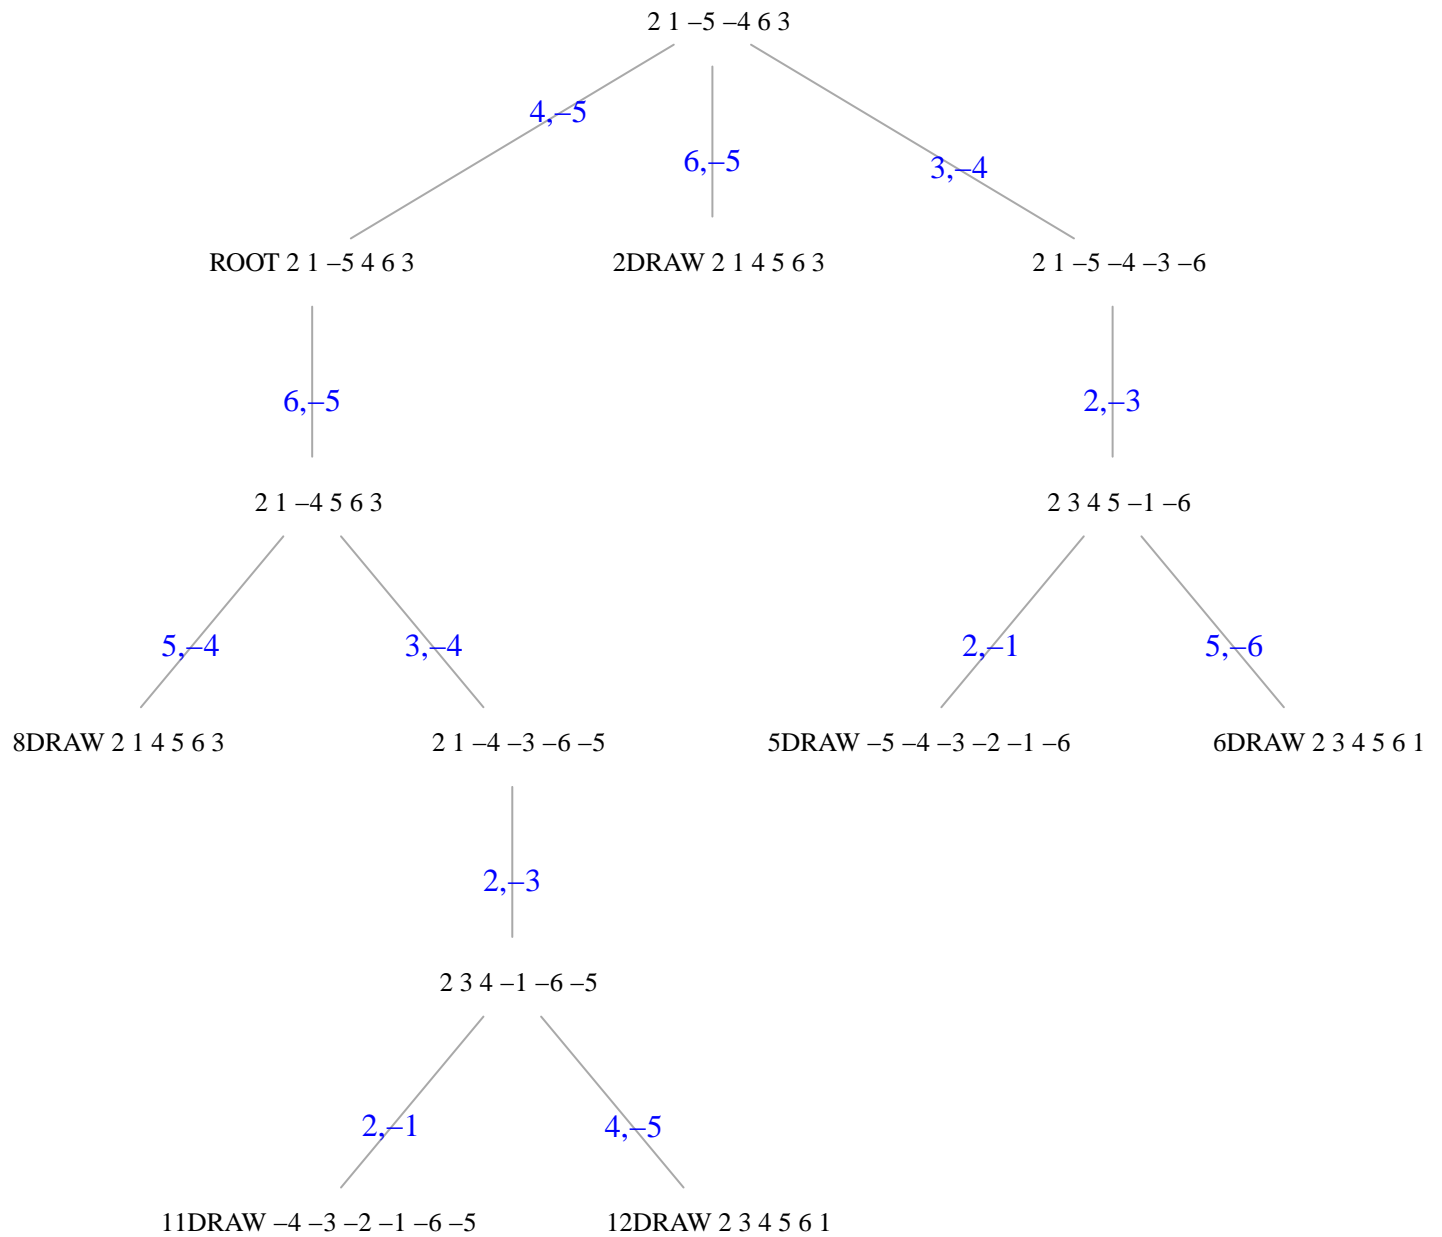 2 1 –5 –4 6 3
4,–5
6,–5
3,–4
ROOT 2 1 –5 4 6 3
2DRAW 2 1 4 5 6 3
2 1 –5 –4 –3 –6
6,–5
2,–3
2 1 –4 5 6 3
2 3 4 5 –1 –6
5,–4
3,–4
2,–1
5,–6
8DRAW 2 1 4 5 6 3
2 1 –4 –3 –6 –5
5DRAW –5 –4 –3 –2 –1 –6
6DRAW 2 3 4 5 6 1
2,–3
2 3 4 –1 –6 –5
2,–1
4,–5
11DRAW –4 –3 –2 –1 –6 –5
12DRAW 2 3 4 5 6 1